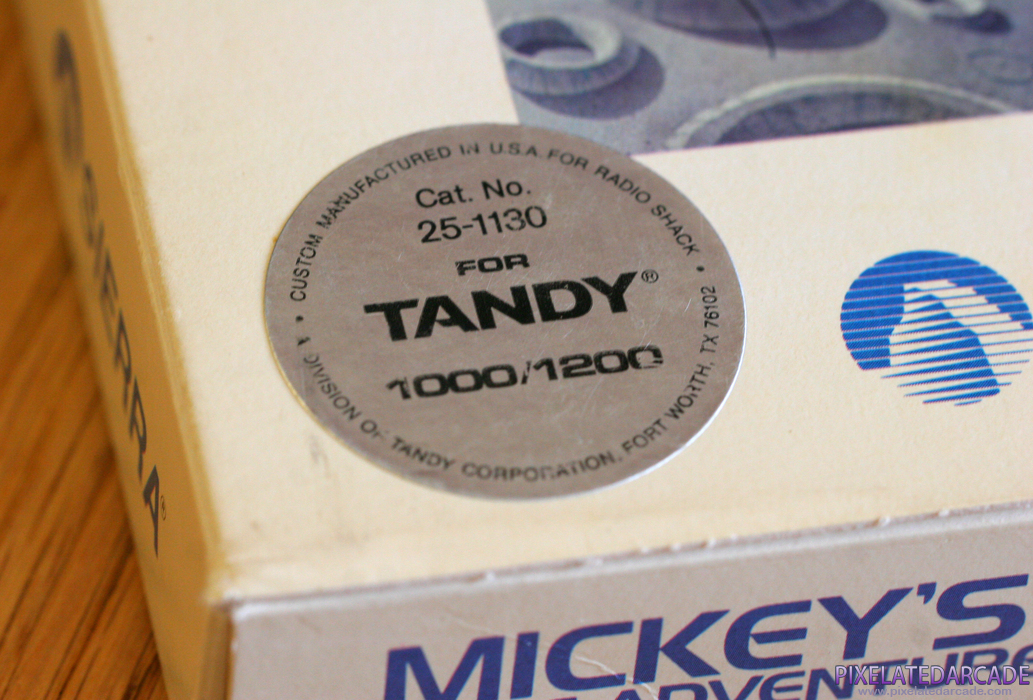 CUSTOM MANUFACTURED IN U.S.A. FOR RADIO SHACK
Cat. No.
25-1130
FOR
TANDY®
1000/1200
A DIVISION OF TANDY CORPORATION, FORT WORTH, TX 76102
SIERRA®
MICKEY'S
ADVENTURE
PIXELATEDARCADE
www.pixelatedarcade.com